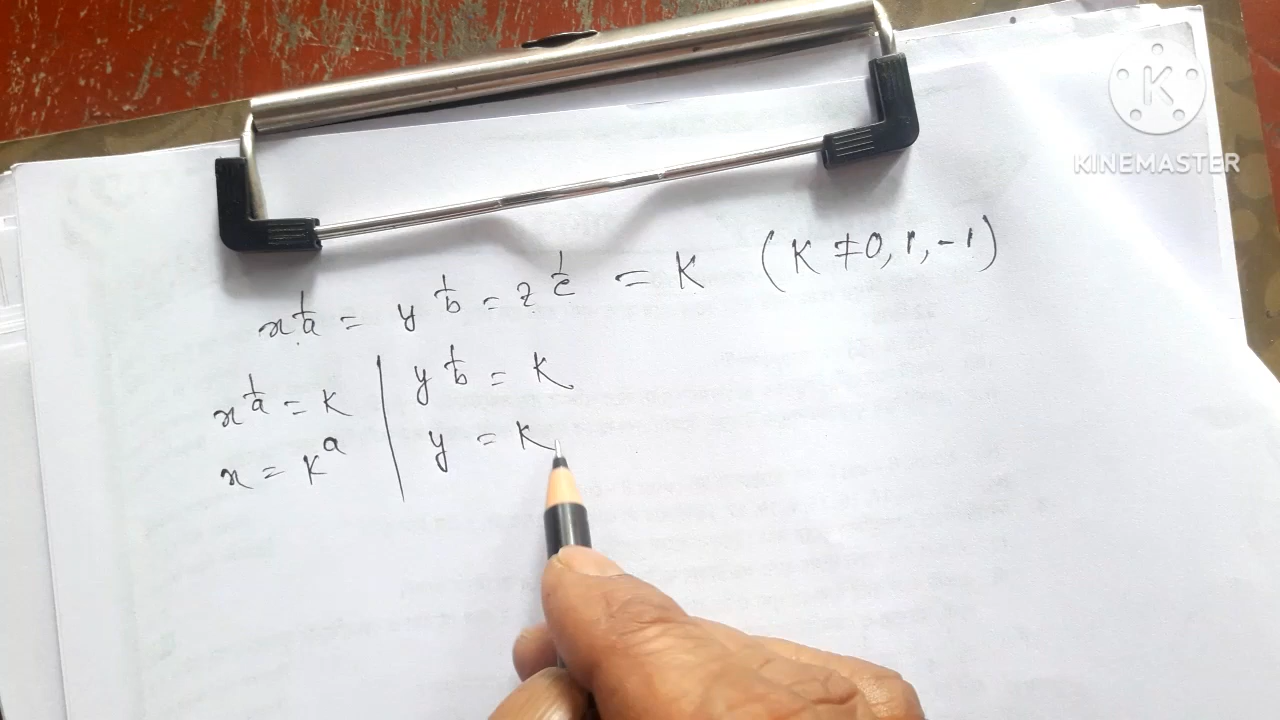 K
KINEMASTER
x^{1/a} = y^{1/b} = z^{1/c} = K (K ≠ 0, 1, -1)
x^{1/a} = K | y^{1/b} = K
x = K^a | y = K